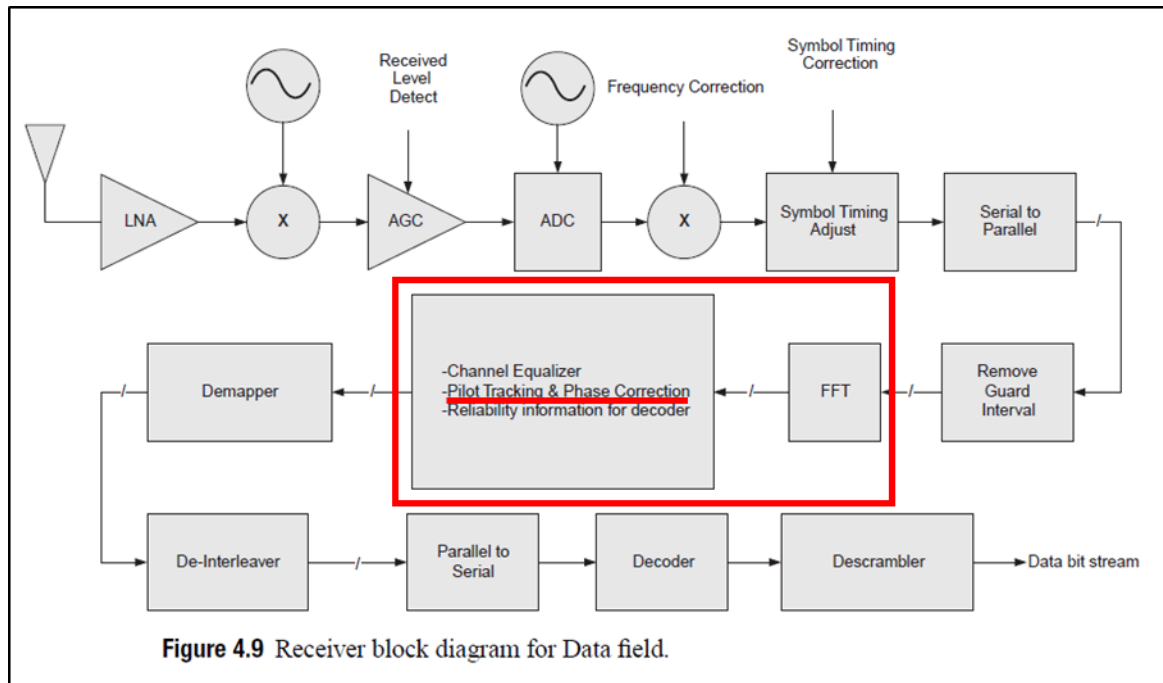 Received
Level
Detect
Symbol Timing
Correction
Frequency Correction
LNA
X
AGC
ADC
X
Symbol Timing
Adjust
Serial to
Parallel
Demapper
-Channel Equalizer
-Pilot Tracking & Phase Correction
-Reliability information for decoder
FFT
Remove
Guard
Interval
De-Interleaver
Parallel to
Serial
Decoder
Descrambler
Data bit stream
Figure 4.9 Receiver block diagram for Data field.